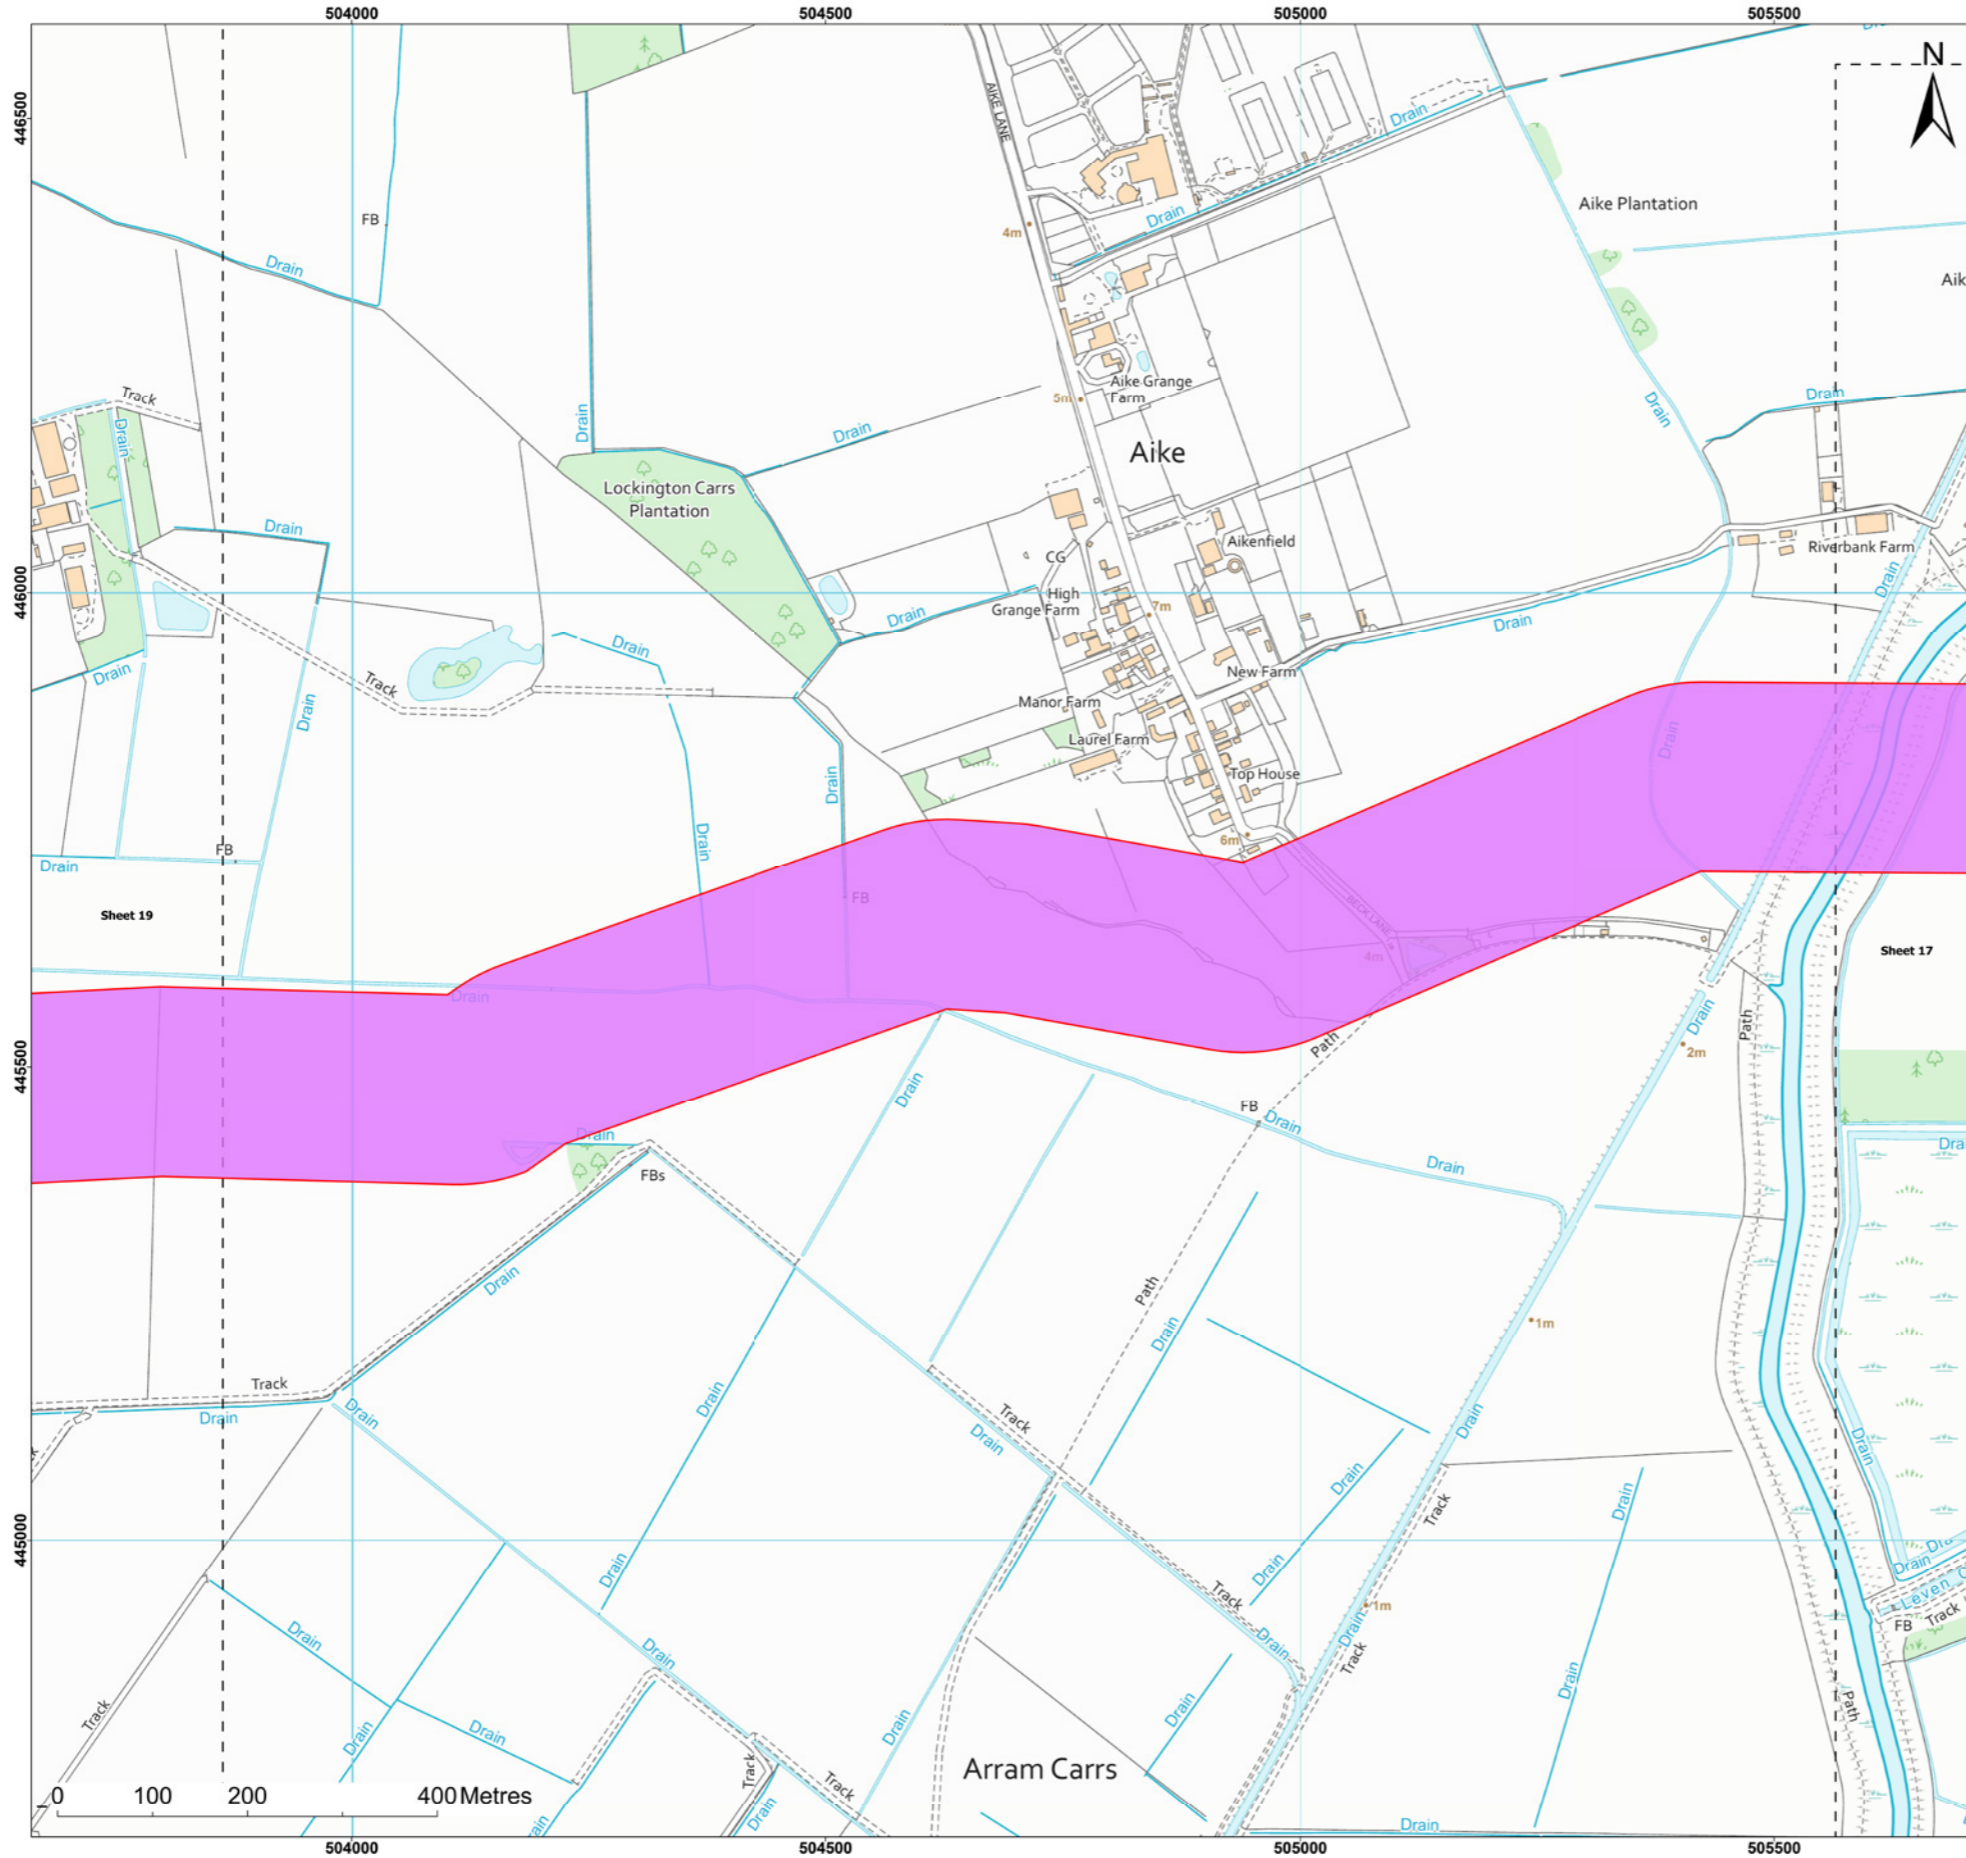 504000
504500
505000
505500
446500
446000
445500
445000
N
AIKE LANE
Drain
FB
Drain
Drain
Aike Plantation
4m
Drain
Aik
Track
Drain
Aike Grange
Farm
5m
Drain
Drain
Drain
Drain
Aike
Lockington Carrs
Plantation
Drain
Aikenfield
Riverbank Farm
CG
High
Grange Farm
7m
Drain
Drain
Drain
Drain
Drain
Track
New Farm
Drain
Manor Farm
Laurel Farm
Drain
Top House
Drain
Drain
6m
FB
Drain
FB
BECK LANE
Sheet 19
Sheet 17
4m
Drain
Drain
Path
Path
2m
Drain
FB
Drain
Drain
Dra
Drain
FBs
Drain
Path
Drain
1m
Track
Drain
Drain
Drain
Track
Drain
Drain
Drain
Drain
Track
Drain
Drain
Drain
Drain
Leven C
Track
FB
Drain
Track
1m
Drain
Drain
Track
Drain
Drain
Drain
Path
Track
Drain
Drain
Drain
Drain
Arram Carrs
Track
Track
Drain
Drain
0 100 200 400 Metres
504000
504500
505000
505500